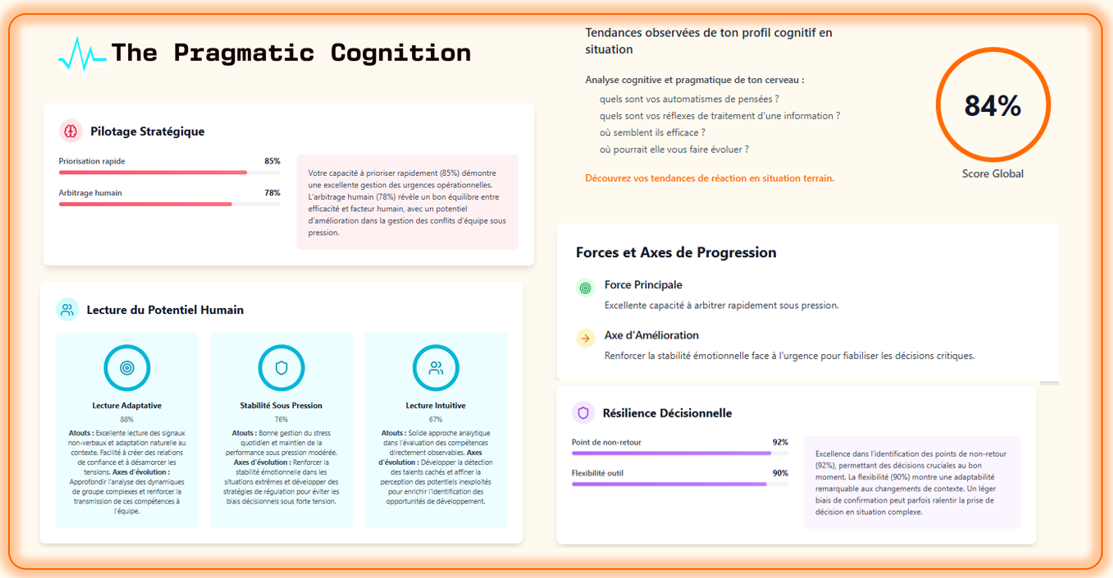 The Pragmatic Cognition
Tendances observées de ton profil cognitif en
situation
Analyse cognitive et pragmatique de ton cerveau :
quels sont vos automatismes de pensées ?
quels sont vos réflexes de traitement d'une information ?
où semblent ils efficace ?
où pourrait elle vous faire évoluer ?
Découvrez vos tendances de réaction en situation terrain.
84%
Score Global
Pilotage Stratégique
Priorisation rapide 85%
Arbitrage humain 78%
Votre capacité à prioriser rapidement (85%) démontre
une excellente gestion des urgences opérationnelles.
L'arbitrage humain (78%) révèle un bon équilibre entre
efficacité et facteur humain, avec un potentiel
d'amélioration dans la gestion des conflits d'équipe sous
pression.
Lecture du Potentiel Humain
Lecture Adaptative
88%
Atouts : Excellente lecture des signaux
non-verbaux et adaptation naturelle au
contexte. Facilité à créer des relations
de confiance et à désamorcer les
tensions. Axes d'évolution :
Approfondir l'analyse des dynamiques
de groupe complexes et renforcer la
transmission de ces compétences à
l'équipe.
Stabilité Sous Pression
76%
Atouts : Bonne gestion du stress
quotidien et maintien de la
performance sous pression modérée.
Axes d'évolution : Renforcer la
stabilité émotionnelle dans les
situations extrêmes et développer des
stratégies de régulation pour éviter les
biais décisionnels sous forte tension.
Lecture Intuitive
67%
Atouts : Solide approche analytique
dans l'évaluation des compétences
directement observables. Axes
d'évolution : Développer la détection
des talents cachés et affiner la
perception des potentiels inexploités
pour enrichir l'identification des
opportunités de développement.
Forces et Axes de Progression
Force Principale
Excellente capacité à arbitrer rapidement sous pression.
Axe d'Amélioration
Renforcer la stabilité émotionnelle face à l'urgence pour fiabiliser les décisions critiques.
Résilience Décisionnelle
Point de non-retour 92%
Flexibilité outil 90%
Excellence dans l'identification des points de non-retour
(92%), permettant des décisions cruciales au bon
moment. La flexibilité (90%) montre une adaptabilité
remarquable aux changements de contexte. Un léger
biais de confirmation peut parfois ralentir la prise de
décision en situation complexe.